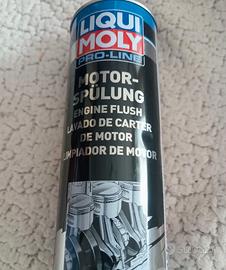 LIQUI
MOLY
PRO-LINE
MOTOR-
SPÜLUNG
ENGINE FLUSH
LAVADO DE CARTER
DE MOTOR
LIMPIADOR DE MOTOR